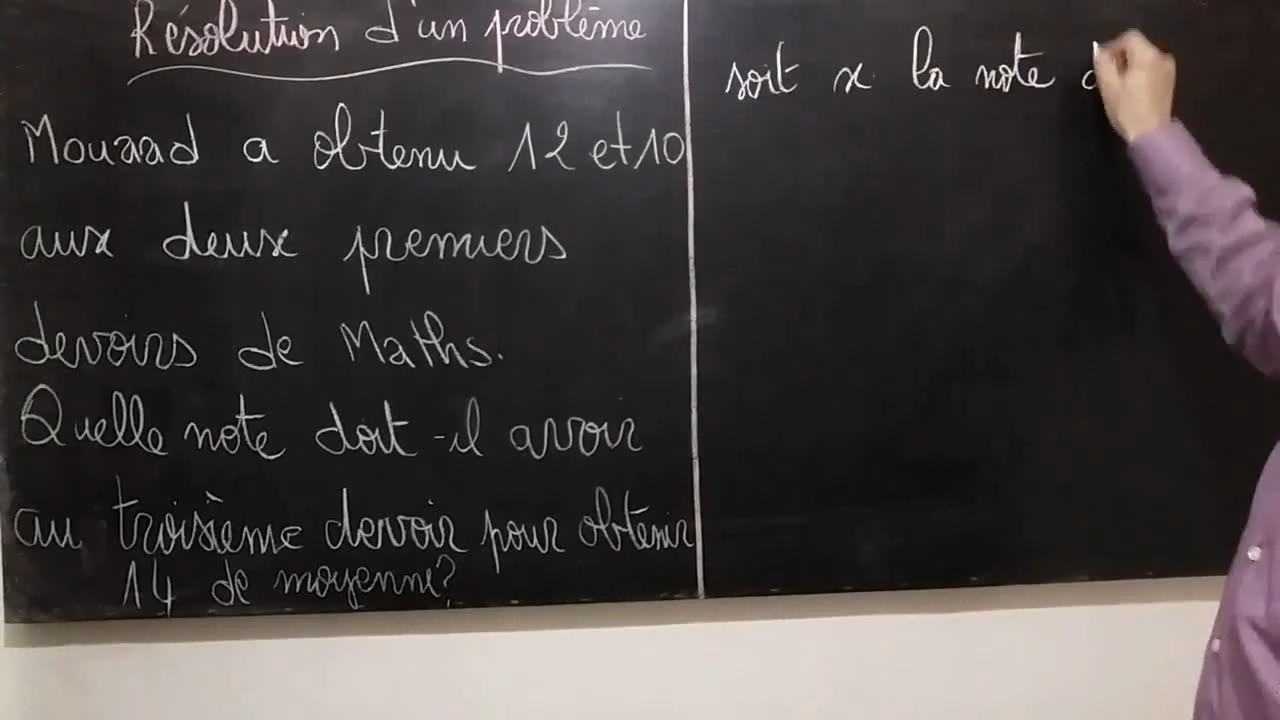 Résolution d'un problème
Mouaad a obtenu 12 et 10
aux deux premiers
devoirs de Maths.
Quelle note doit-il avoir
au troisième devoir pour obtenir
14 de moyenne?
soit x la note d